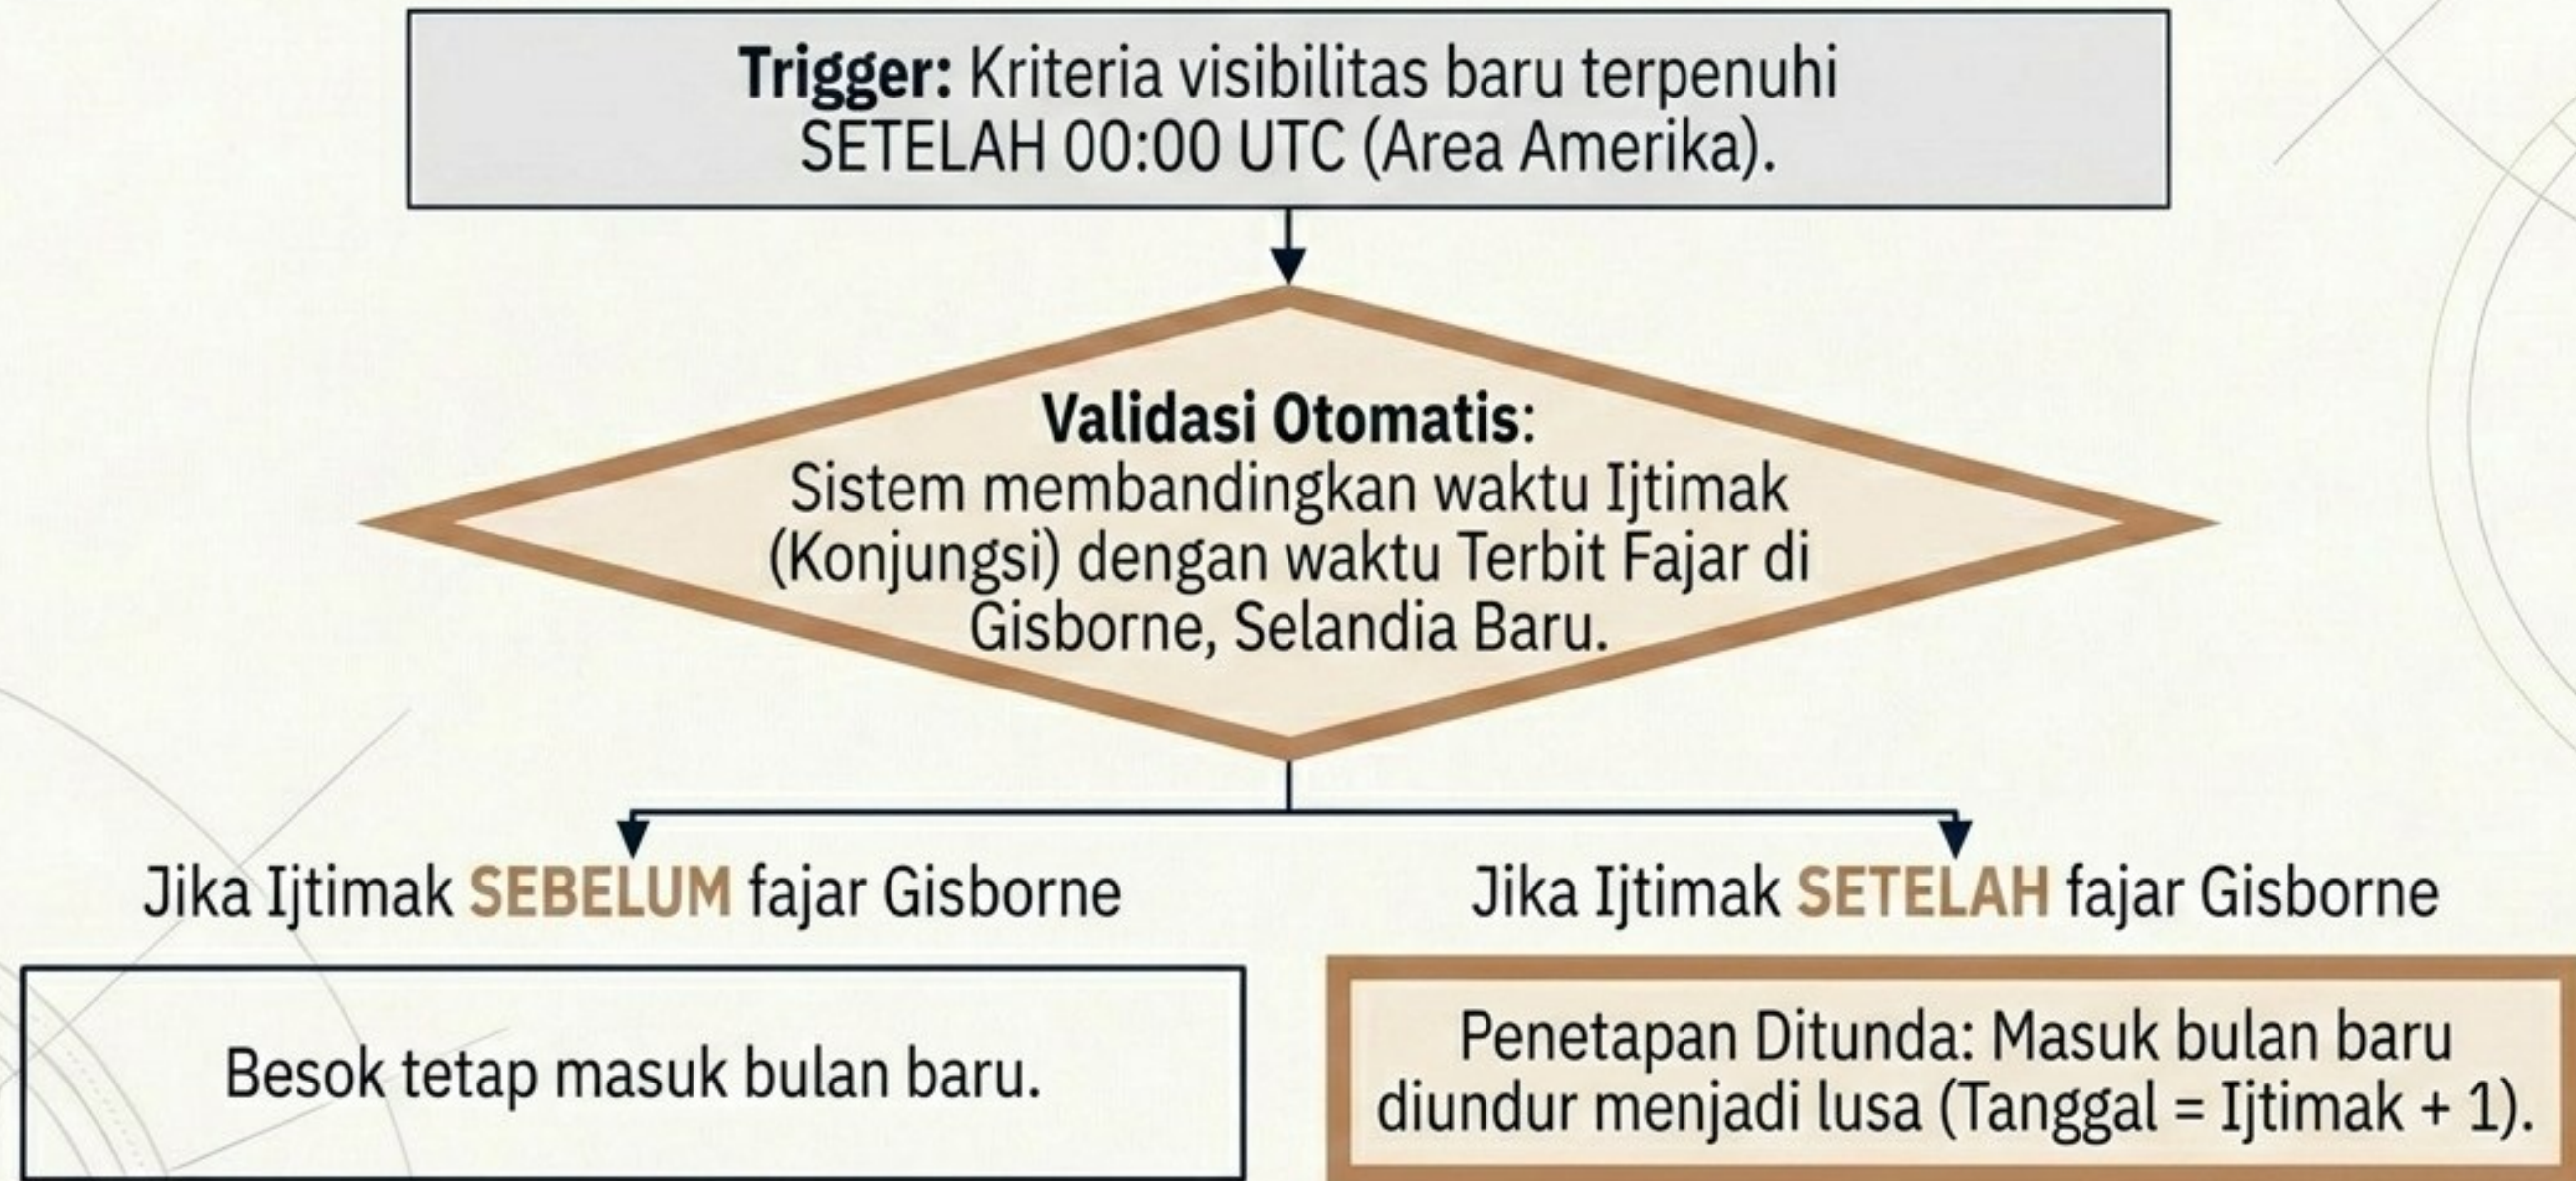 Trigger: Kriteria visibilitas baru terpenuhi
SETELAH 00:00 UTC (Area Amerika).
Validasi Otomatis:
Sistem membandingkan waktu Ijtimak
(Konjungsi) dengan waktu Terbit Fajar di
Gisborne, Selandia Baru.
Jika Ijtimak SEBELUM fajar Gisborne
Besok tetap masuk bulan baru.
Jika Ijtimak SETELAH fajar Gisborne
Penetapan Ditunda: Masuk bulan baru
diundur menjadi lusa (Tanggal = Ijtimak + 1).